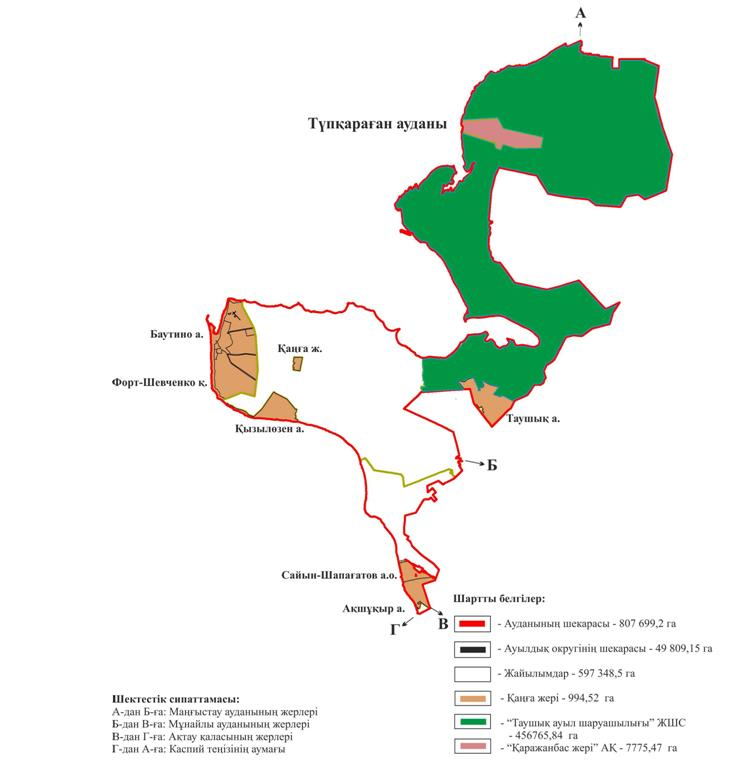 А
Түпқараған ауданы
Баутино а.
Қаңға ж.
Форт-Шевченко қ.
Қызылөзен а.
Таушық а.
Б
Сайын-Шапағатов а.о.
Ақшұқыр а.
В
Г
Шартты белгілер:
- Ауданының шекарасы - 807 699,2 га
- Ауылдық округінің шекарасы - 49 809,15 га
- Жайылымдар - 597 348,5 га
- Қаңға жері - 994,52 га
- “Таушық ауыл шаруашылығы” ЖШС
- 456765,84 га
- “Қаражанбас жері” АҚ - 7775,47 га
Шектестік сипаттамасы:
А-дан Б-ға: Маңғыстау ауданының жерлері
Б-дан В-ға: Мұнайлы ауданының жерлері
В-дан Г-ға: Ақтау қаласының жерлері
Г-дан А-ға: Каспий теңізінің аумағы